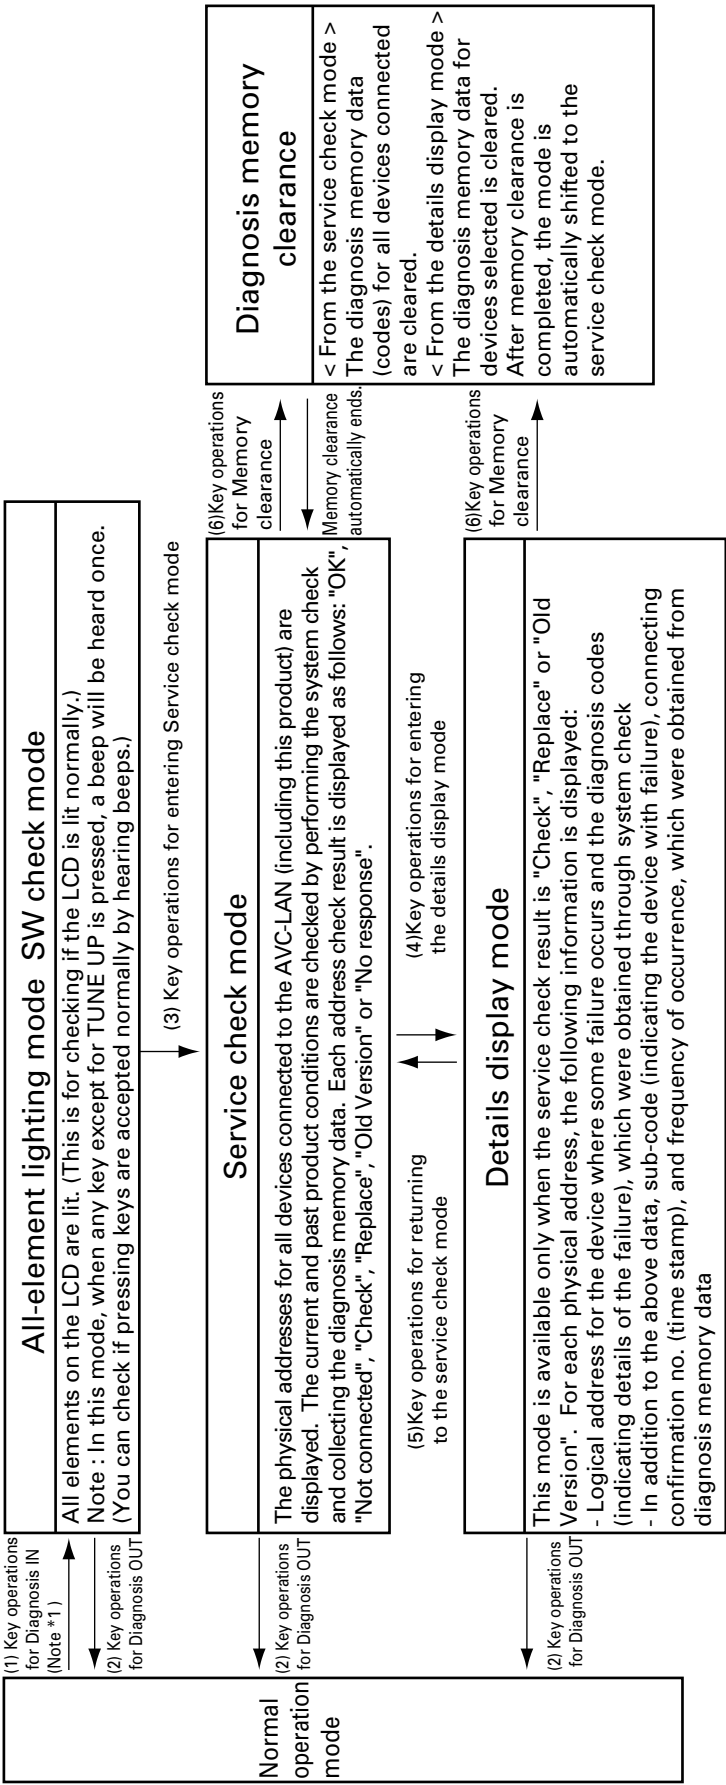 Normal
operation
mode
(1) Key operations
for Diagnosis IN
(Note *1)
(2) Key operations
for Diagnosis OUT
All-element lighting mode  SW check mode
All elements on the LCD are lit. (This is for checking if the LCD is lit normally.)
Note : In this mode, when any key except for TUNE UP is pressed, a beep will be heard once.
(You can check if pressing keys are accepted normally by hearing beeps.)
(3) Key operations for entering Service check mode
(2) Key operations
for Diagnosis OUT
Service check mode
The physical addresses for all devices connected to the AVC-LAN (including this product) are
displayed.  The current and past product conditions are checked by performing the system check
and collecting the diagnosis memory data.  Each address check result is displayed as follows: "OK",
"Not connected", "Check", "Replace", "Old Version" or "No response".
(6)Key operations
for Memory
clearance
Memory clearance
automatically ends.
Diagnosis memory
clearance
< From the service check mode >
The diagnosis memory data
(codes) for all devices connected
are cleared.
< From the details display mode >
The diagnosis memory data for
devices selected is cleared.
After memory clearance is
completed, the mode is
automatically shifted to the
service check mode.
(5)Key operations for returning
to the service check mode
(4)Key operations for entering
the details display mode
(2) Key operations
for Diagnosis OUT
Details display mode
This mode is available only when the service check result is "Check", "Replace" or "Old
Version".  For each physical address, the following information is displayed:
- Logical address for the device where some failure occurs and the diagnosis codes
(indicating details of the failure), which were obtained through system check
- In addition to the above data, sub-code (indicating the device with failure), connecting
confirmation no. (time stamp), and frequency of occurrence, which were obtained from
diagnosis memory data
(6)Key operations
for Memory
clearance